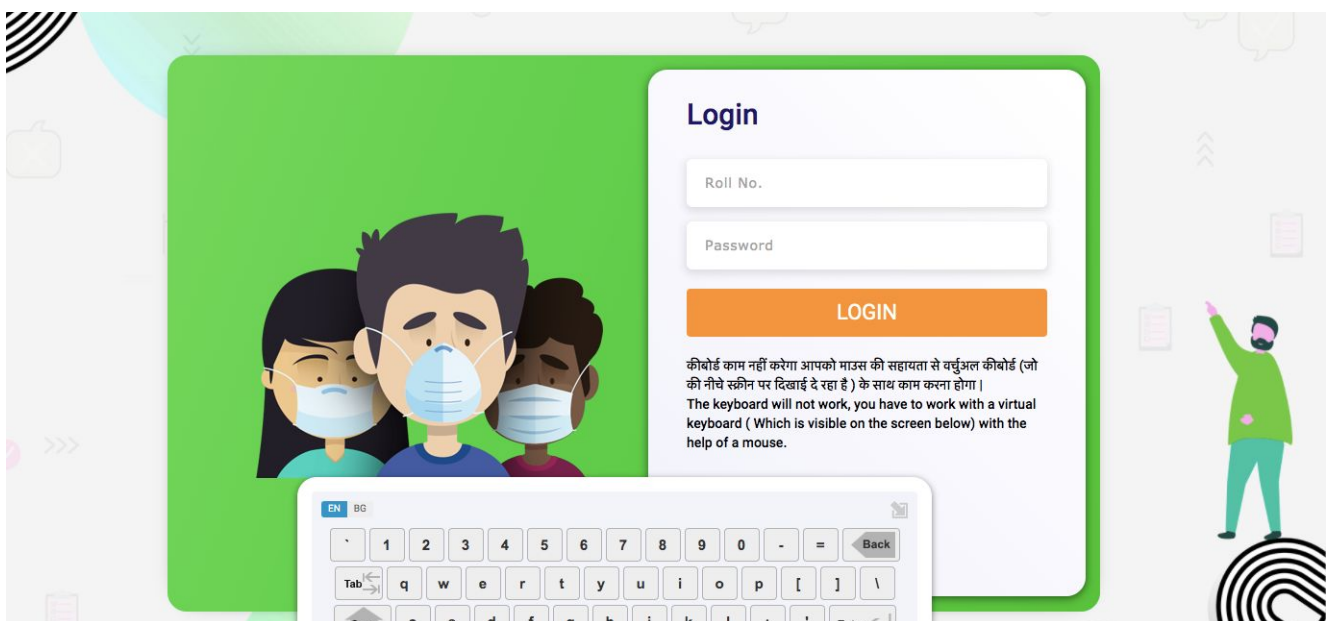 Login
Roll No.
Password
LOGIN
कीबोर्ड काम नहीं करेगा आपको माउस की सहायता से वर्चुअल कीबोर्ड (जो
की नीचे स्क्रीन पर दिखाई दे रहा है ) के साथ काम करना होगा |
The keyboard will not work, you have to work with a virtual
keyboard ( Which is visible on the screen below) with the
help of a mouse.
EN BG
` 1 2 3 4 5 6 7 8 9 0 - = Back
Tab q w e r t y u i o p [ ] \